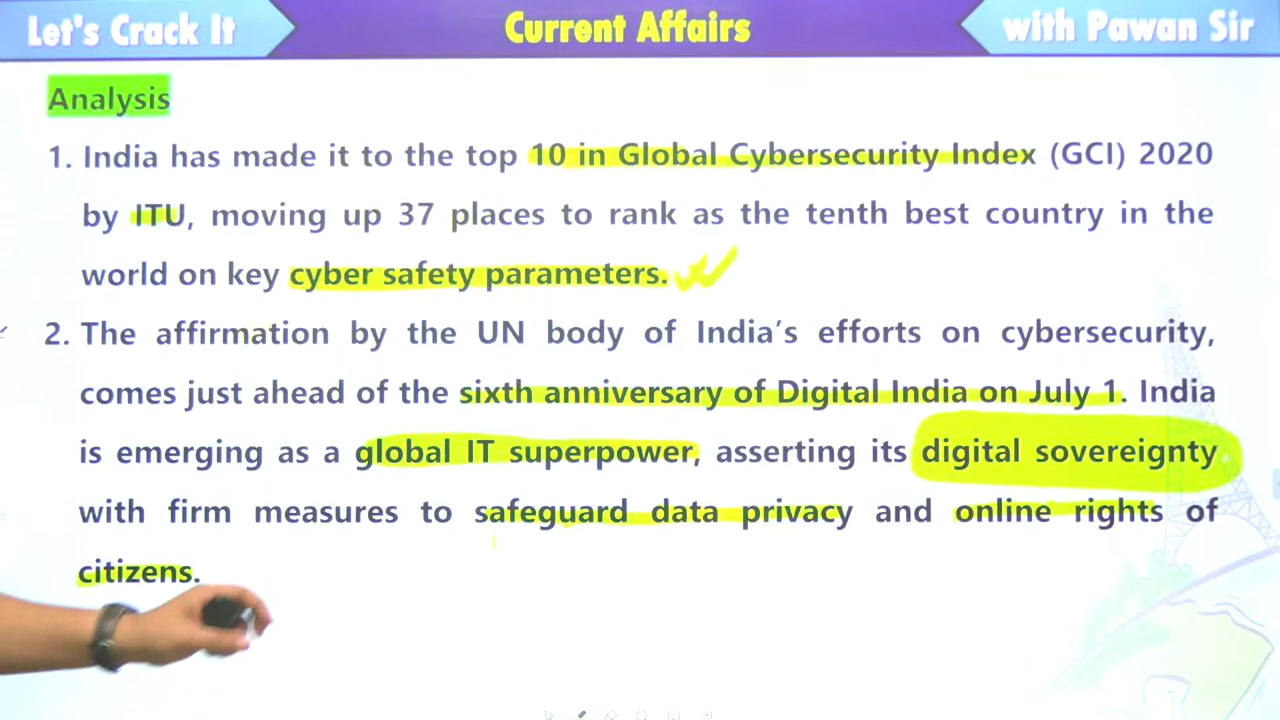 Let's Crack It
Current Affairs
with Pawan Sir
Analysis
1. India has made it to the top 10 in Global Cybersecurity Index (GCI) 2020
by ITU, moving up 37 places to rank as the tenth best country in the
world on key cyber safety parameters.
2. The affirmation by the UN body of India's efforts on cybersecurity,
comes just ahead of the sixth anniversary of Digital India on July 1. India
is emerging as a global IT superpower, asserting its digital sovereignty
with firm measures to safeguard data privacy and online rights of
citizens.